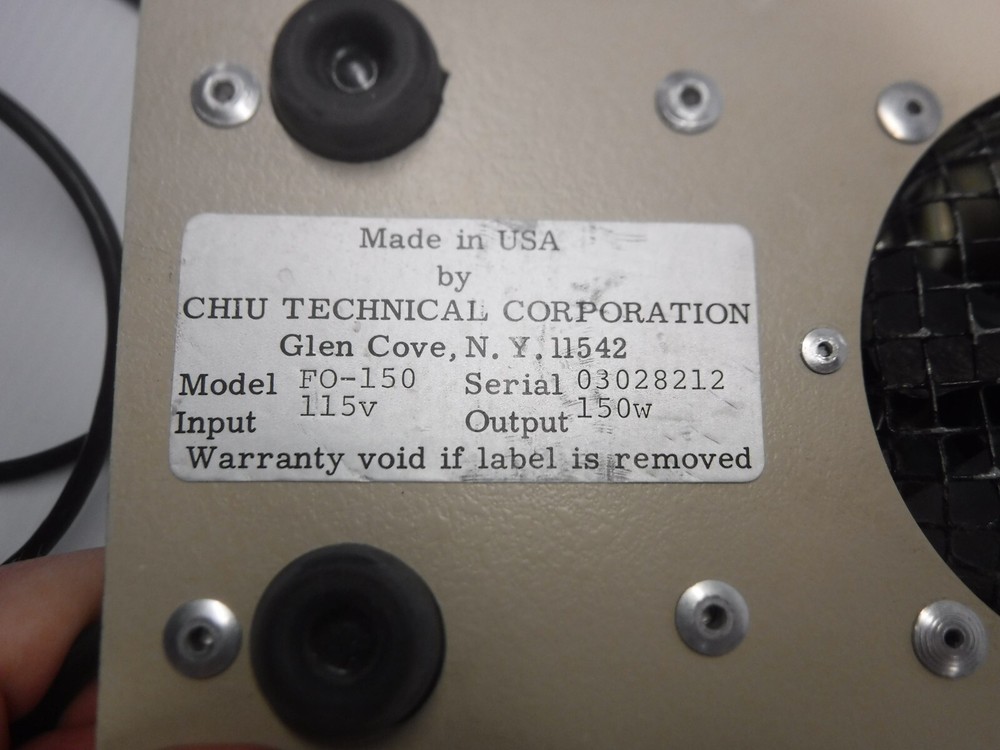 Made in USA
by
CHIU TECHNICAL CORPORATION
Glen Cove, N. Y. 11542
Model FO-150 Serial 03028212
Input 115v Output 150w
Warranty void if label is removed